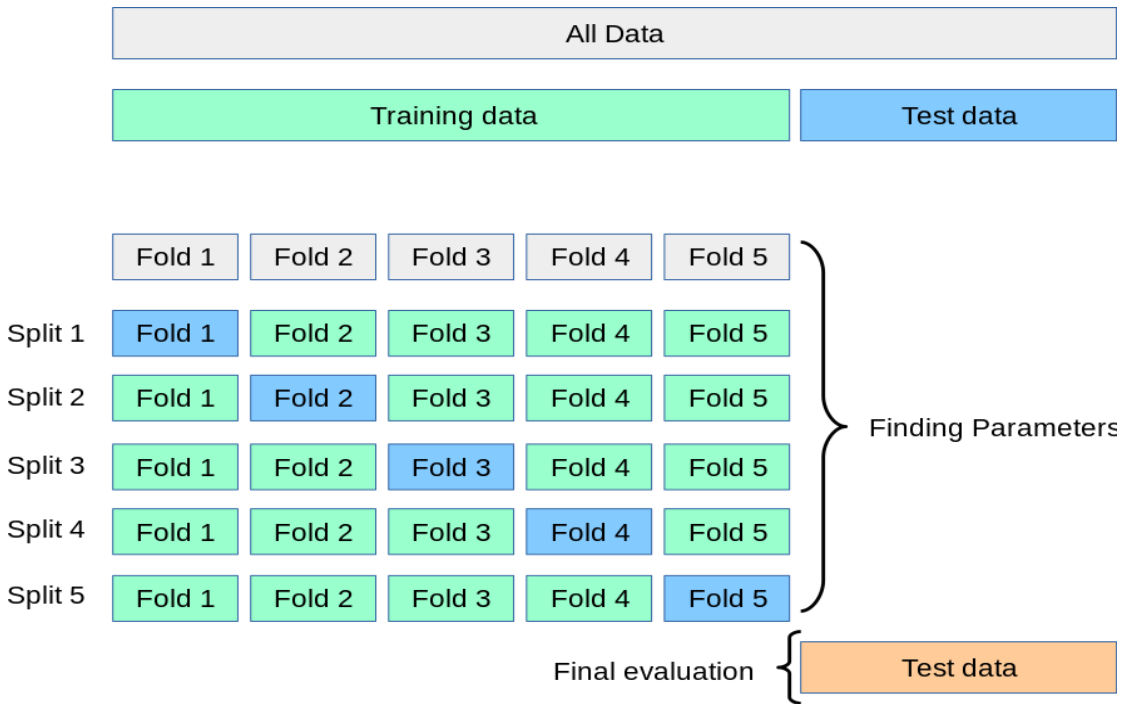 All Data
Training data Test data
Fold 1 Fold 2 Fold 3 Fold 4 Fold 5
Split 1 Fold 1 Fold 2 Fold 3 Fold 4 Fold 5
Split 2 Fold 1 Fold 2 Fold 3 Fold 4 Fold 5
Finding Parameters
Split 3 Fold 1 Fold 2 Fold 3 Fold 4 Fold 5
Split 4 Fold 1 Fold 2 Fold 3 Fold 4 Fold 5
Split 5 Fold 1 Fold 2 Fold 3 Fold 4 Fold 5
Final evaluation Test data